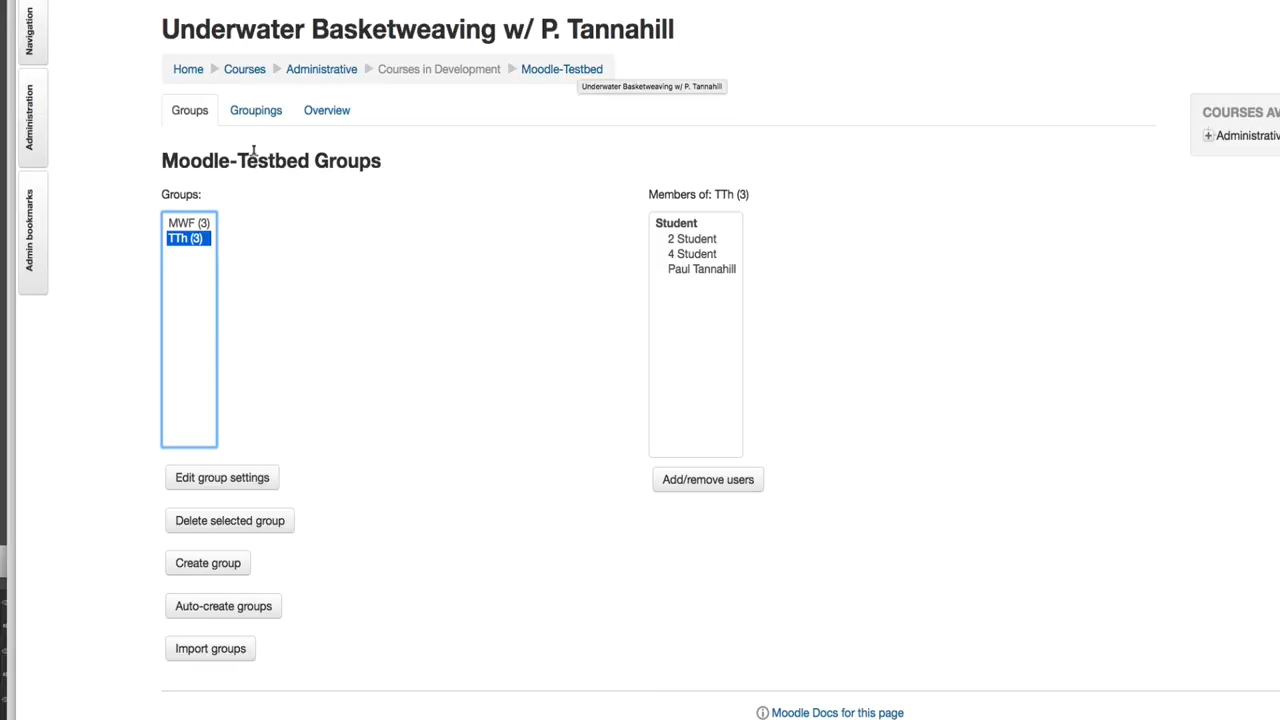 Underwater Basketweaving w/ P. Tannahill
Navigation
Home Courses Administrative Courses in Development Moodle-Testbed
Underwater Basketweaving w/ P. Tannahill
Groups Groupings Overview
Administration
COURSES AV
Administrativ
Moodle-Testbed Groups
Groups:
Members of: TTh (3)
Admin bookmarks
MWF (3)
TTh (3)
Student
2 Student
4 Student
Paul Tannahill
Edit group settings
Add/remove users
Delete selected group
Create group
Auto-create groups
Import groups
Moodle Docs for this page